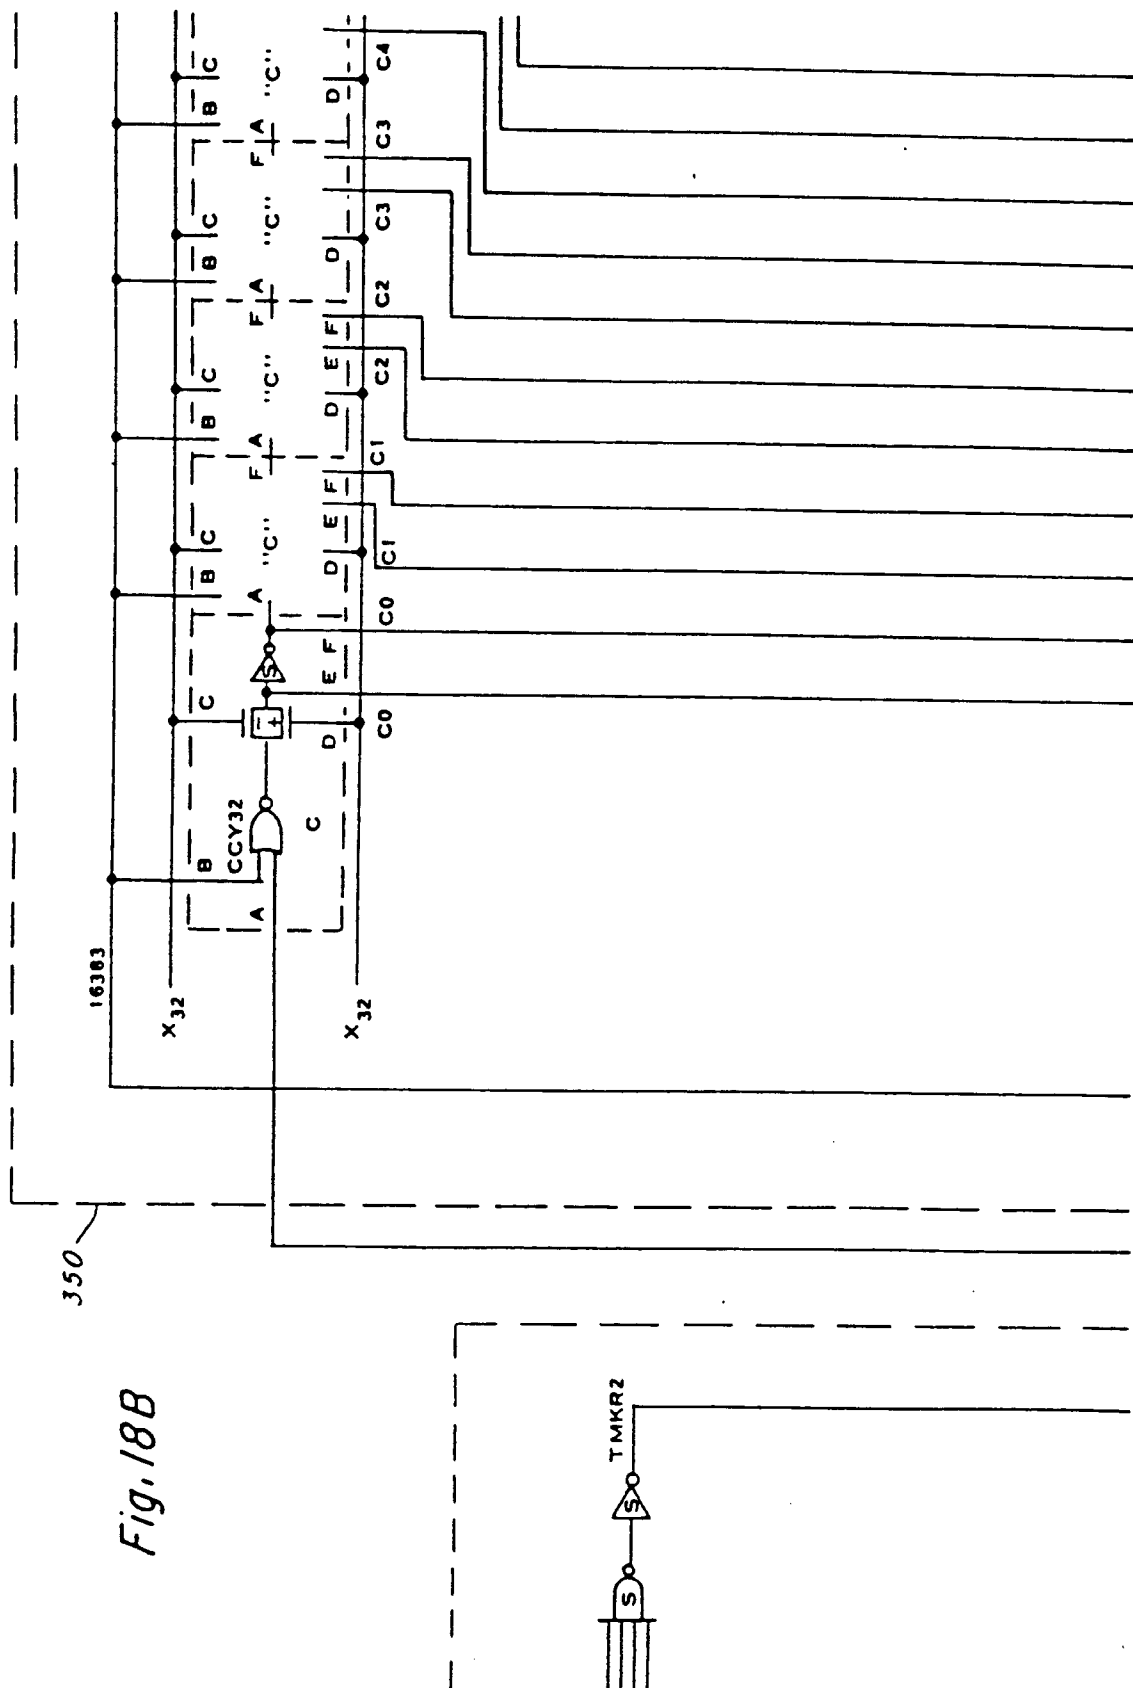 Fig. 18B
350
16383
X32
B C B C B C B C B C
CCY32
A A F A F A F A
- + S "C" "C" "C" "C"
C
D E F D E F D E F D D
X32
C0 C0 C1 C1 C2 C2 C3 C3 C4
TMKR2
S S